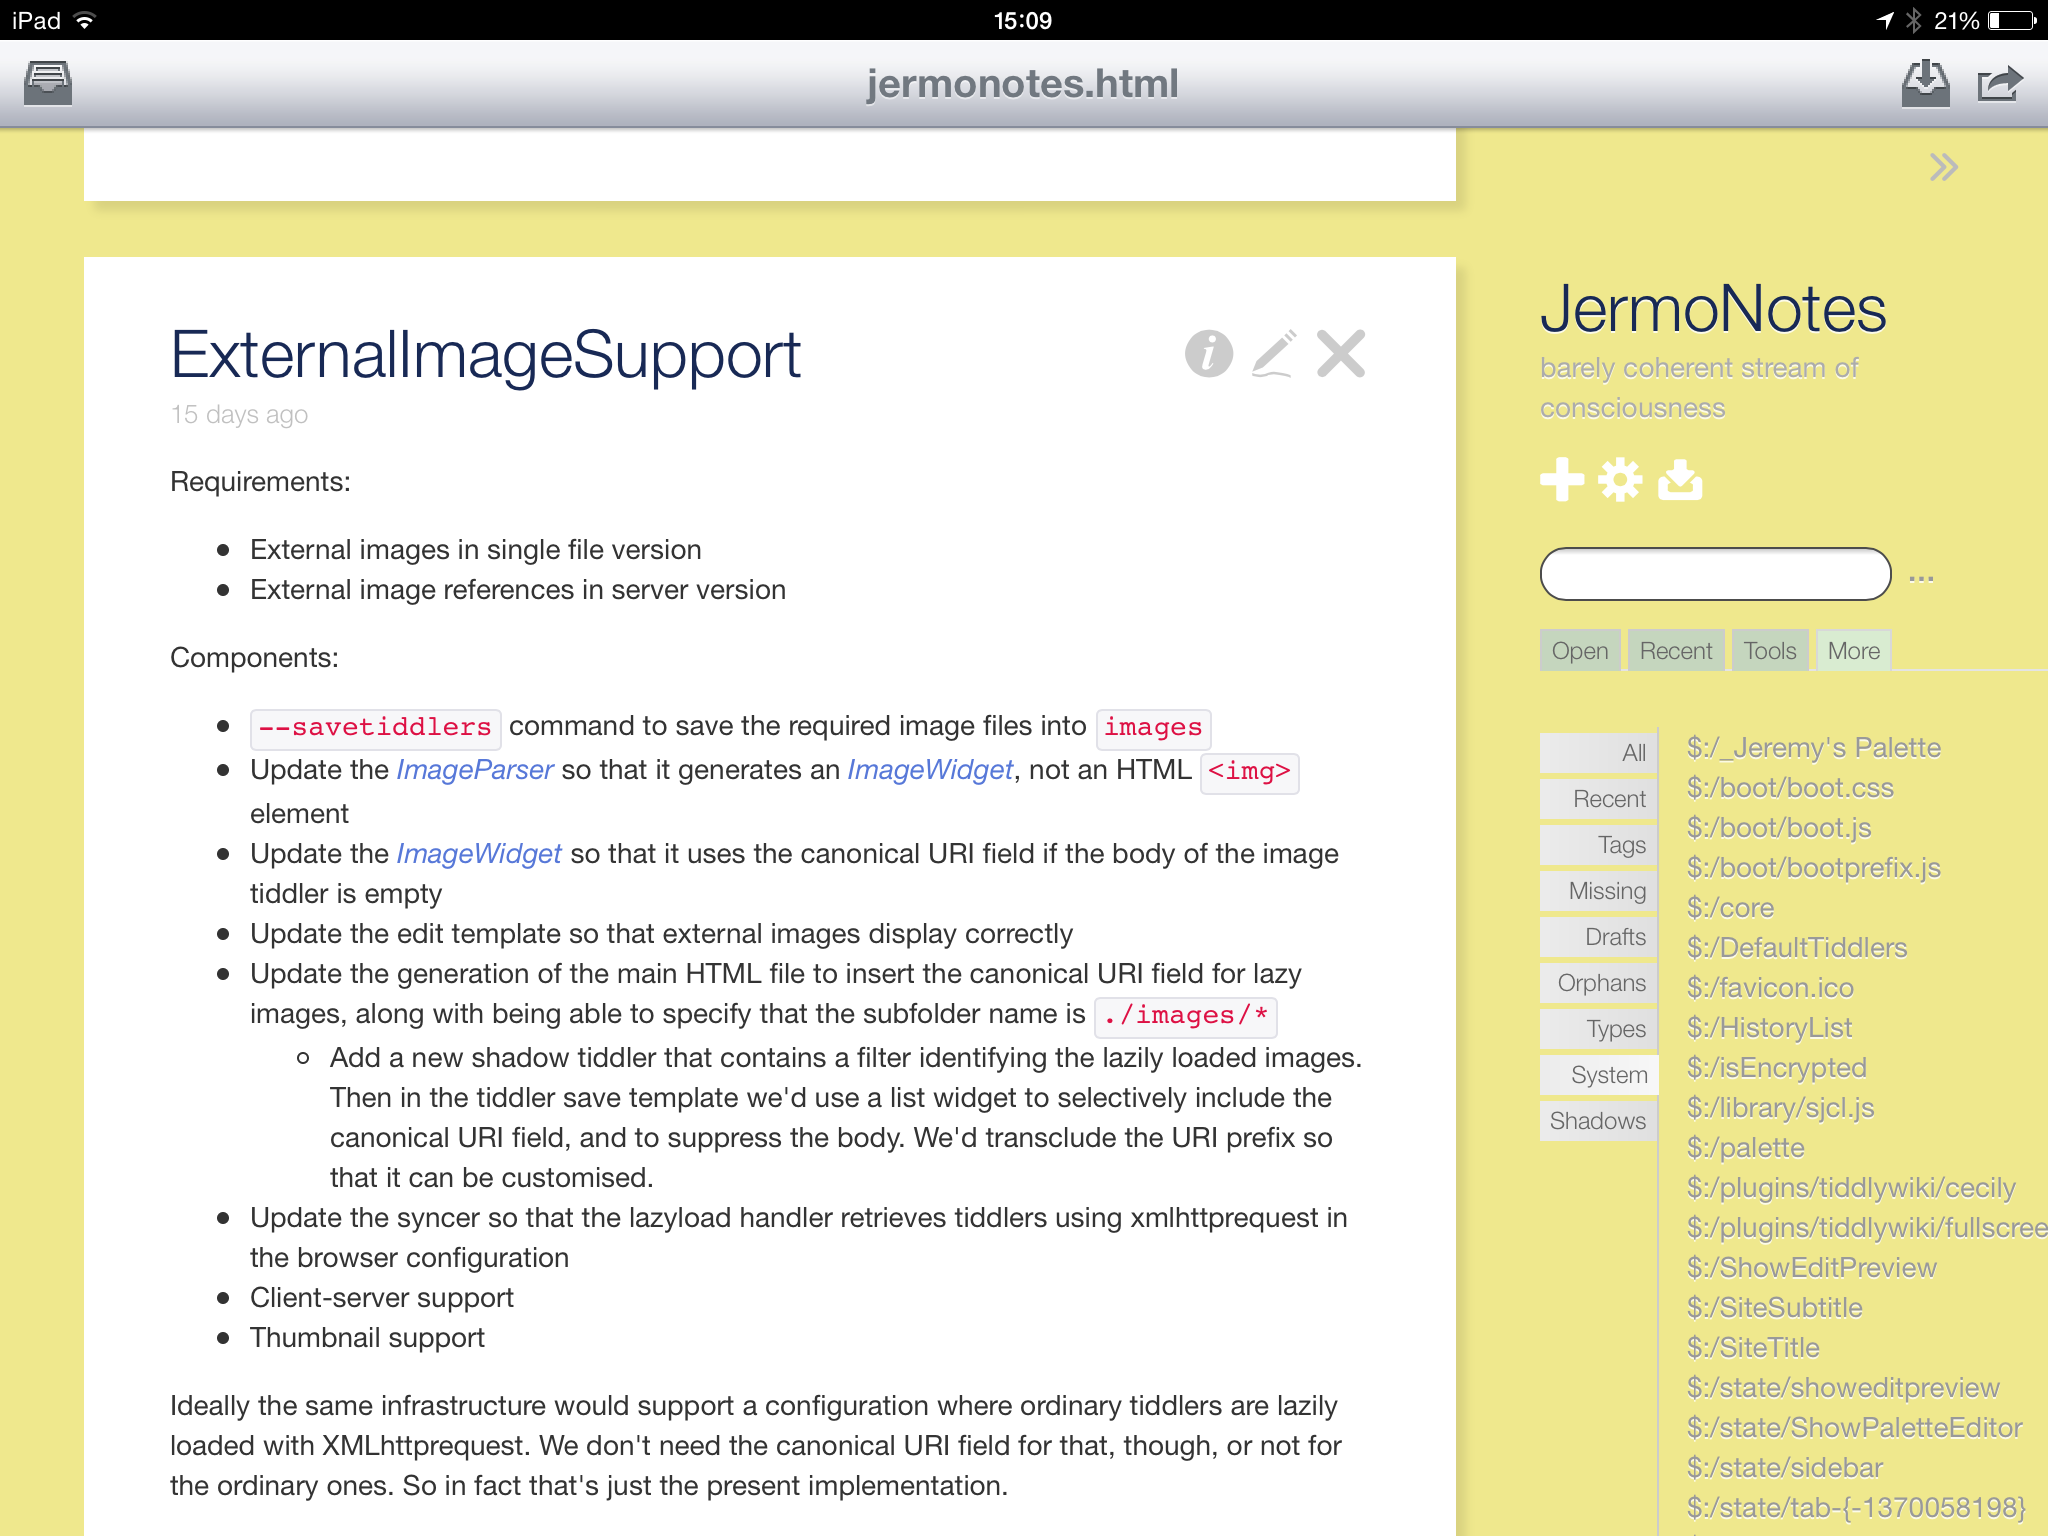 iPad 15:09 21%
jermonotes.html
ExternalImageSupport
15 days ago
Requirements:
External images in single file version
External image references in server version
Components:
--savetiddlers command to save the required image files into images
Update the ImageParser so that it generates an ImageWidget, not an HTML <img>
element
Update the ImageWidget so that it uses the canonical URI field if the body of the image
tiddler is empty
Update the edit template so that external images display correctly
Update the generation of the main HTML file to insert the canonical URI field for lazy
images, along with being able to specify that the subfolder name is ./images/*
Add a new shadow tiddler that contains a filter identifying the lazily loaded images.
Then in the tiddler save template we'd use a list widget to selectively include the
canonical URI field, and to suppress the body. We'd transclude the URI prefix so
that it can be customised.
Update the syncer so that the lazyload handler retrieves tiddlers using xmlhttprequest in
the browser configuration
Client-server support
Thumbnail support
Ideally the same infrastructure would support a configuration where ordinary tiddlers are lazily
loaded with XMLhttprequest. We don't need the canonical URI field for that, though, or not for
the ordinary ones. So in fact that's just the present implementation.
JermoNotes
barely coherent stream of
consciousness
...
Open Recent Tools More
All
Recent
Tags
Missing
Drafts
Orphans
Types
System
Shadows
$:/_Jeremy's Palette
$:/boot/boot.css
$:/boot/boot.js
$:/boot/bootprefix.js
$:/core
$:/DefaultTiddlers
$:/favicon.ico
$:/HistoryList
$:/isEncrypted
$:/library/sjcl.js
$:/palette
$:/plugins/tiddlywiki/cecily
$:/plugins/tiddlywiki/fullscree
$:/ShowEditPreview
$:/SiteSubtitle
$:/SiteTitle
$:/state/showeditpreview
$:/state/ShowPaletteEditor
$:/state/sidebar
$:/state/tab-{-1370058198}